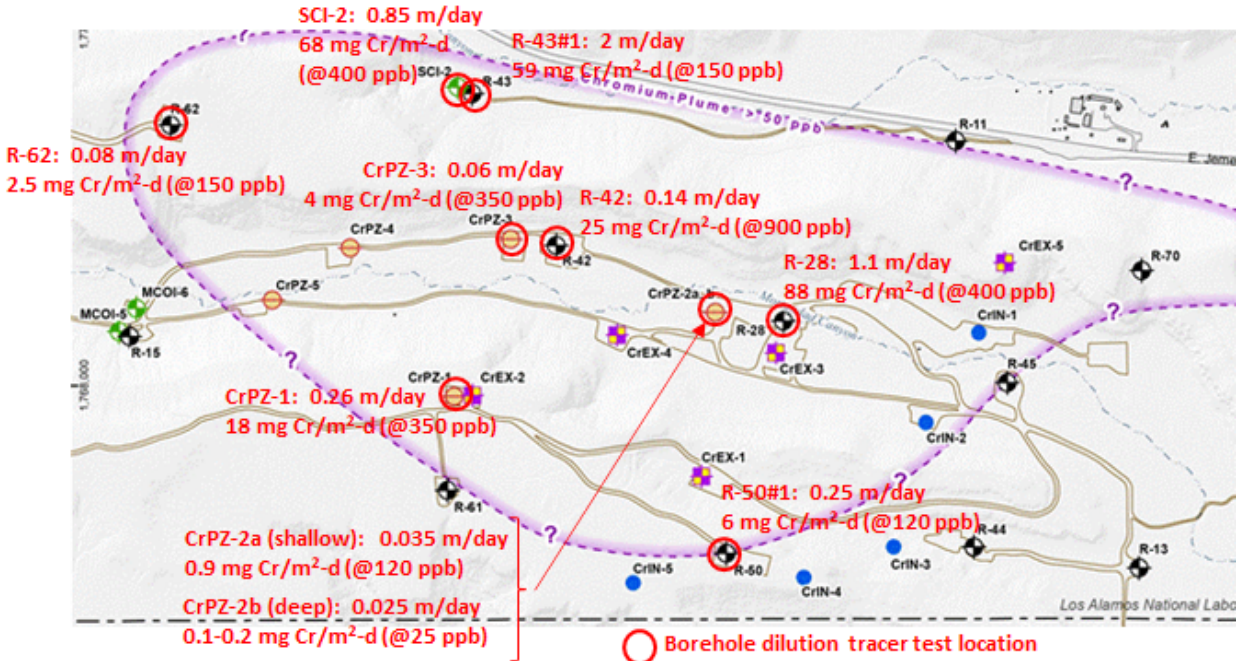 SCI-2: 0.85 m/day
68 mg Cr/m²-d
(@400 ppb)
R-43#1: 2 m/day
59 mg Cr/m²-d (@150 ppb)
?
SCI-2
R-43
Chromium Plume > 50 ppb
R-62
R-11
E. Jeme
R-62: 0.08 m/day
2.5 mg Cr/m²-d (@150 ppb)
CrPZ-3: 0.06 m/day
4 mg Cr/m²-d (@350 ppb)
R-42: 0.14 m/day
25 mg Cr/m²-d (@900 ppb)
?
?
CrPZ-4
CrPZ-3
R-42
CrEX-5
R-70
R-28: 1.1 m/day
88 mg Cr/m²-d (@400 ppb)
MCOI-6
CrPZ-5
CrPZ-2a, b
MCOI-5
R-15
R-28
CrIN-1
?
CrEX-4
CrEX-3
?
R-45
1,768,000
CrPZ-1
CrEX-2
CrPZ-1: 0.26 m/day
18 mg Cr/m²-d (@350 ppb)
CrIN-2
CrEX-1
?
R-61
R-50#1: 0.25 m/day
6 mg Cr/m²-d (@120 ppb)
?
CrPZ-2a (shallow): 0.035 m/day
0.9 mg Cr/m²-d (@120 ppb)
R-44
CrIN-3
R-13
R-50
CrIN-5
CrIN-4
CrPZ-2b (deep): 0.025 m/day
0.1-0.2 mg Cr/m²-d (@25 ppb)
Los Alamos National Labo
Borehole dilution tracer test location